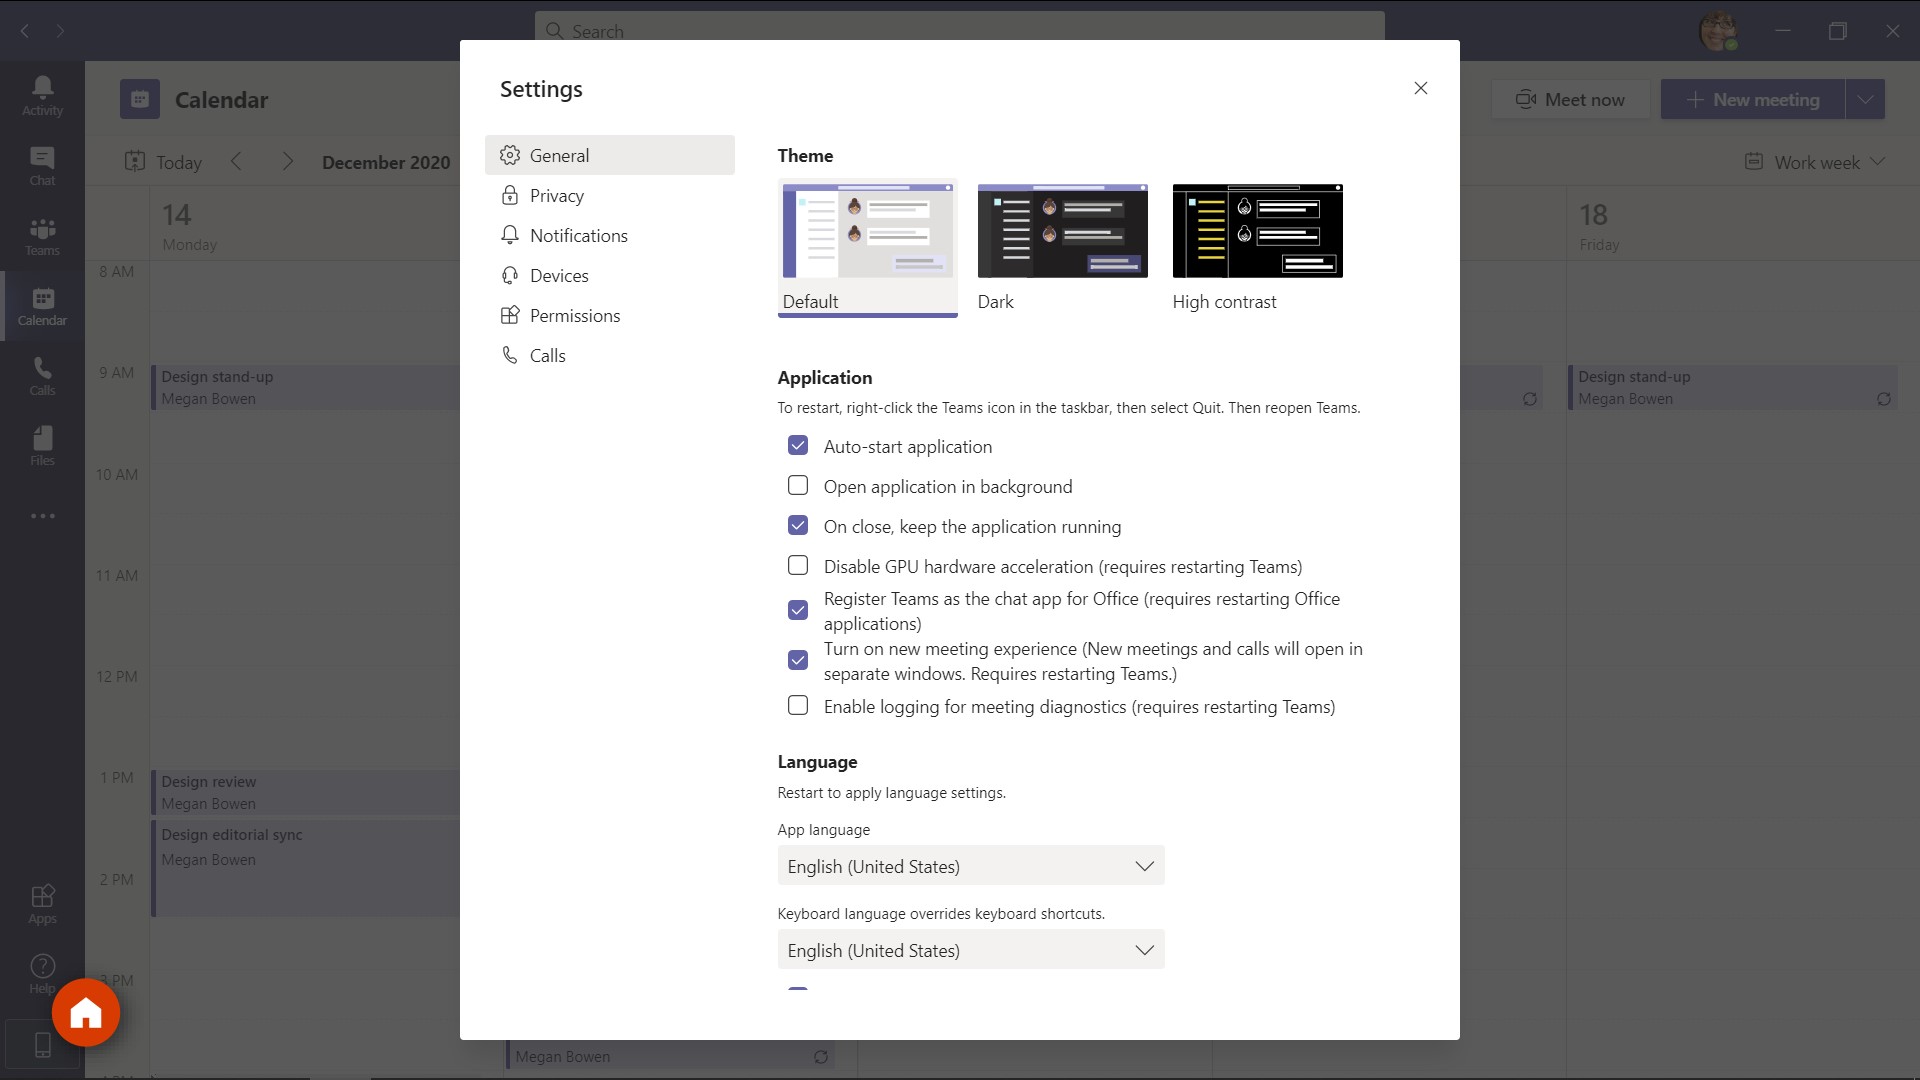 Search
Activity
Chat
Teams
Calendar
Calls
Files
Apps
Help
Calendar
Meet now
New meeting
Today
December 2020
Work week
14
Monday
18
Friday
8 AM
9 AM
10 AM
11 AM
12 PM
1 PM
2 PM
3 PM
Design stand-up
Megan Bowen
Design stand-up
Megan Bowen
Design review
Megan Bowen
Design editorial sync
Megan Bowen
Megan Bowen
Settings
General
Privacy
Notifications
Devices
Permissions
Calls
Theme
Default
Dark
High contrast
Application
To restart, right-click the Teams icon in the taskbar, then select Quit. Then reopen Teams.
Auto-start application
Open application in background
On close, keep the application running
Disable GPU hardware acceleration (requires restarting Teams)
Register Teams as the chat app for Office (requires restarting Office
applications)
Turn on new meeting experience (New meetings and calls will open in
separate windows. Requires restarting Teams.)
Enable logging for meeting diagnostics (requires restarting Teams)
Language
Restart to apply language settings.
App language
English (United States)
Keyboard language overrides keyboard shortcuts.
English (United States)